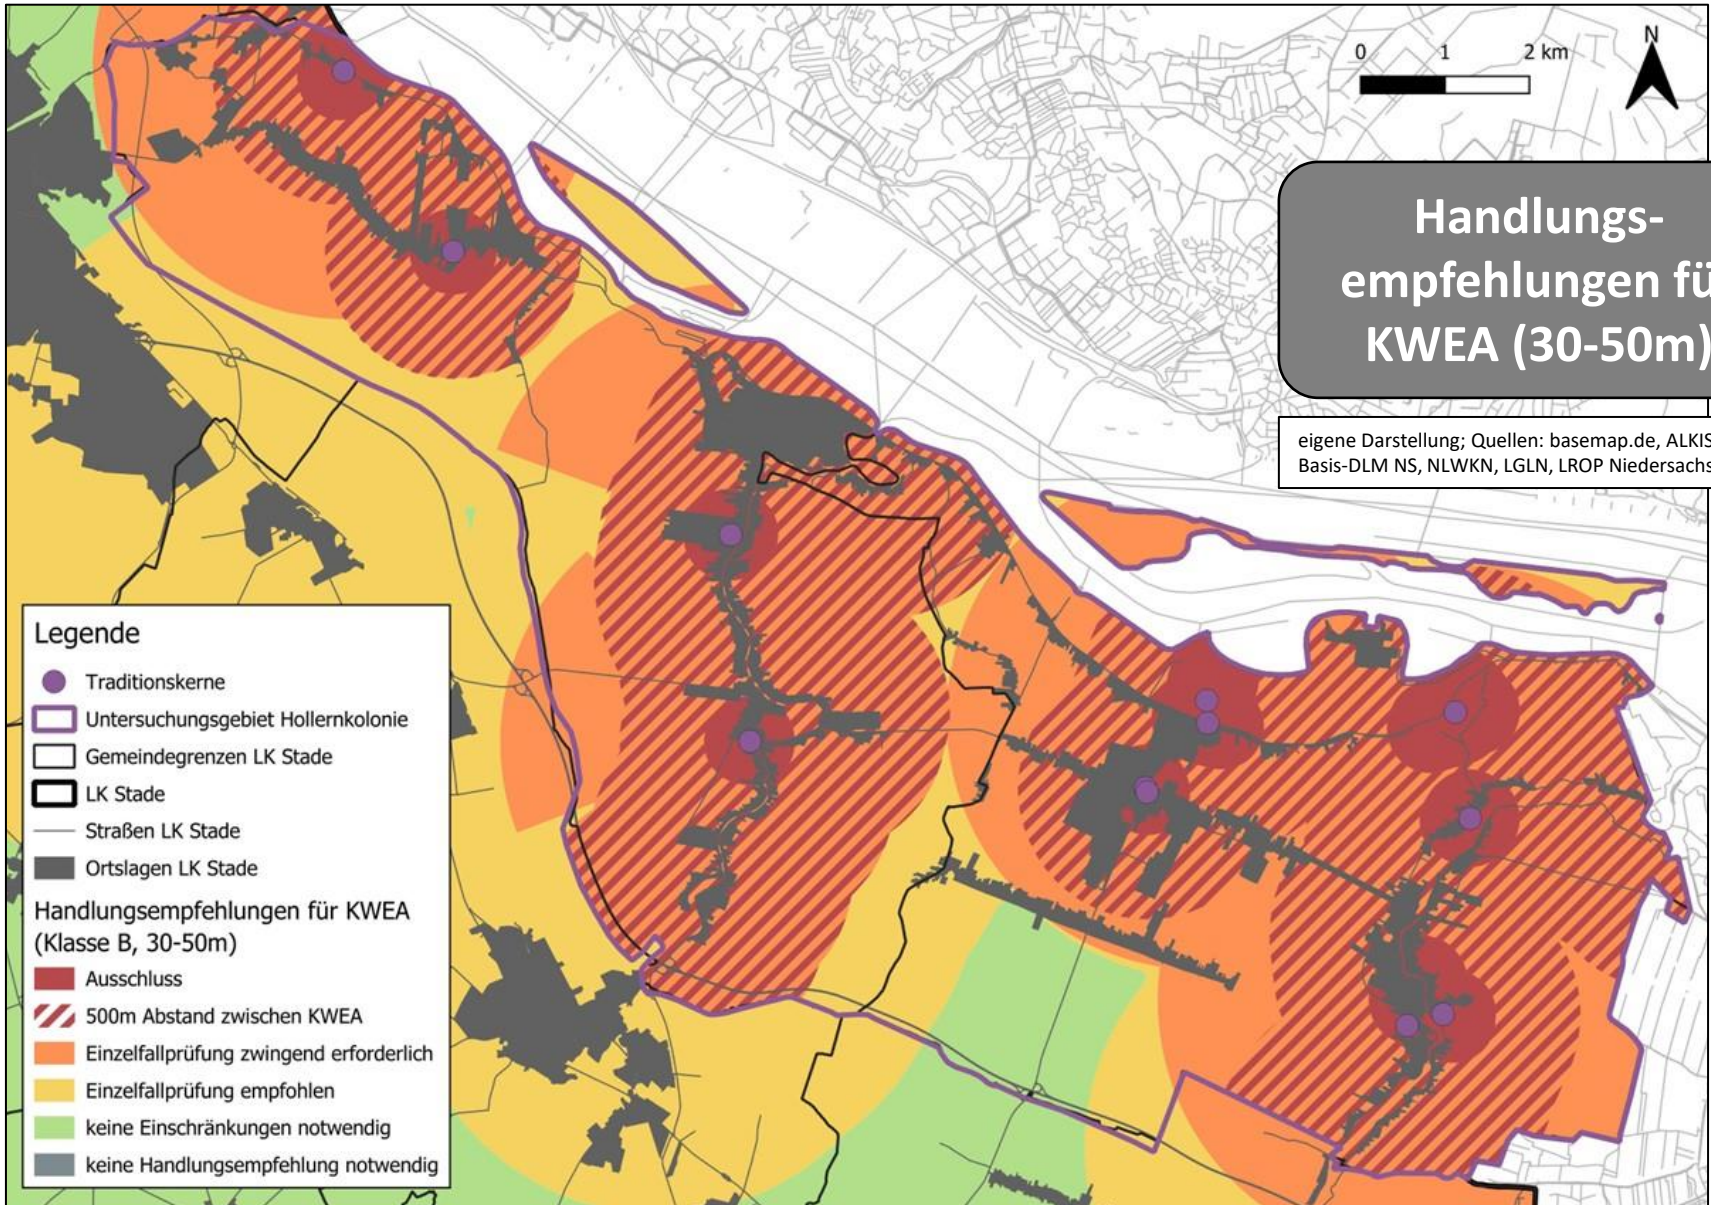 0 1 2 km
N
Handlungs-
empfehlungen fü
KWEA (30-50m)
eigene Darstellung; Quellen: basemap.de, ALKIS
Basis-DLM NS, NLWKN, LGLN, LROP Niedersachs
Legende
Traditionskerne
Untersuchungsgebiet Hollernkolonie
Gemeindegrenzen LK Stade
LK Stade
Straßen LK Stade
Ortslagen LK Stade
Handlungsempfehlungen für KWEA
(Klasse B, 30-50m)
Ausschluss
500m Abstand zwischen KWEA
Einzelfallprüfung zwingend erforderlich
Einzelfallprüfung empfohlen
keine Einschränkungen notwendig
keine Handlungsempfehlung notwendig